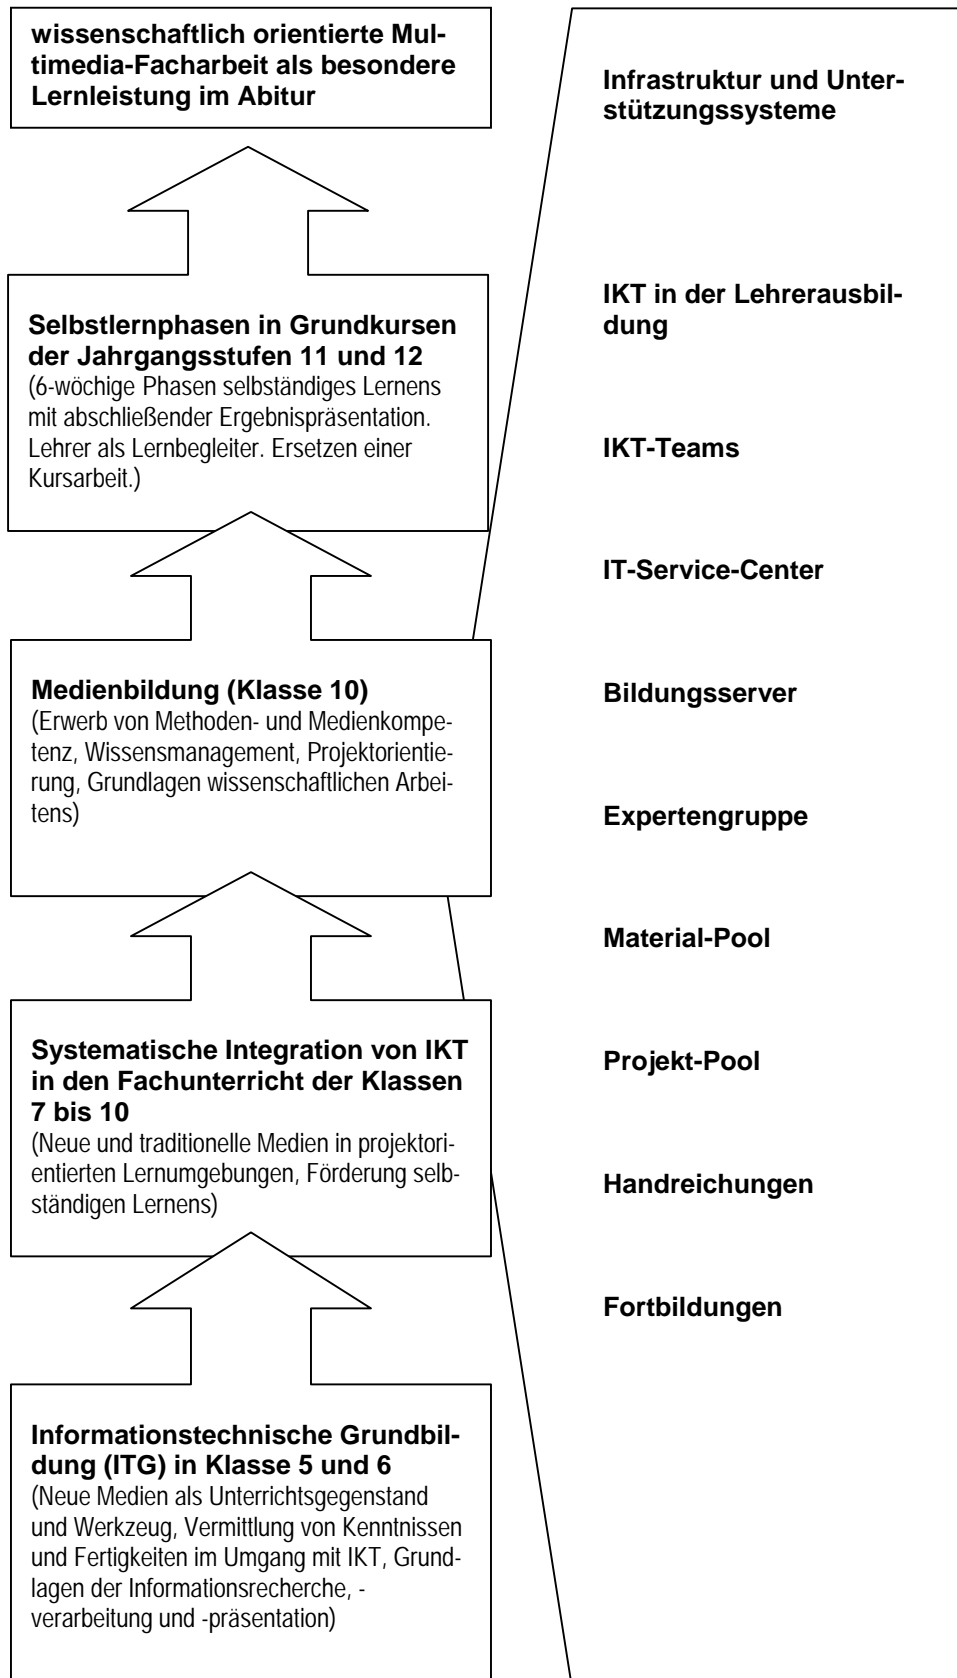 wissenschaftlich orientierte Mul-
timedia-Facharbeit als besondere
Lernleistung im Abitur
Selbstlernphasen in Grundkursen
der Jahrgangsstufen 11 und 12
(6-wöchige Phasen selbständiges Lernens
mit abschließender Ergebnispräsentation.
Lehrer als Lernbegleiter. Ersetzen einer
Kursarbeit.)
Medienbildung (Klasse 10)
(Erwerb von Methoden- und Medienkompe-
tenz, Wissensmanagement, Projektorientie-
rung, Grundlagen wissenschaftlichen Arbei-
tens)
Systematische Integration von IKT
in den Fachunterricht der Klassen
7 bis 10
(Neue und traditionelle Medien in projektori-
entierten Lernumgebungen, Förderung selb-
ständigen Lernens)
Informationstechnische Grundbil-
dung (ITG) in Klasse 5 und 6
(Neue Medien als Unterrichtsgegenstand
und Werkzeug, Vermittlung von Kenntnissen
und Fertigkeiten im Umgang mit IKT, Grund-
lagen der Informationsrecherche, -
verarbeitung und -präsentation)
Infrastruktur und Unter-
stützungssysteme
IKT in der Lehrerausbil-
dung
IKT-Teams
IT-Service-Center
Bildungsserver
Expertengruppe
Material-Pool
Projekt-Pool
Handreichungen
Fortbildungen